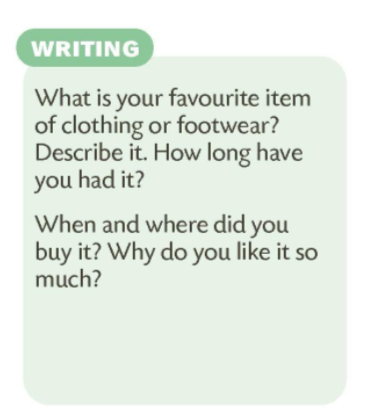 WRITING
What is your favourite item
of clothing or footwear?
Describe it. How long have
you had it?
When and where did you
buy it? Why do you like it so
much?